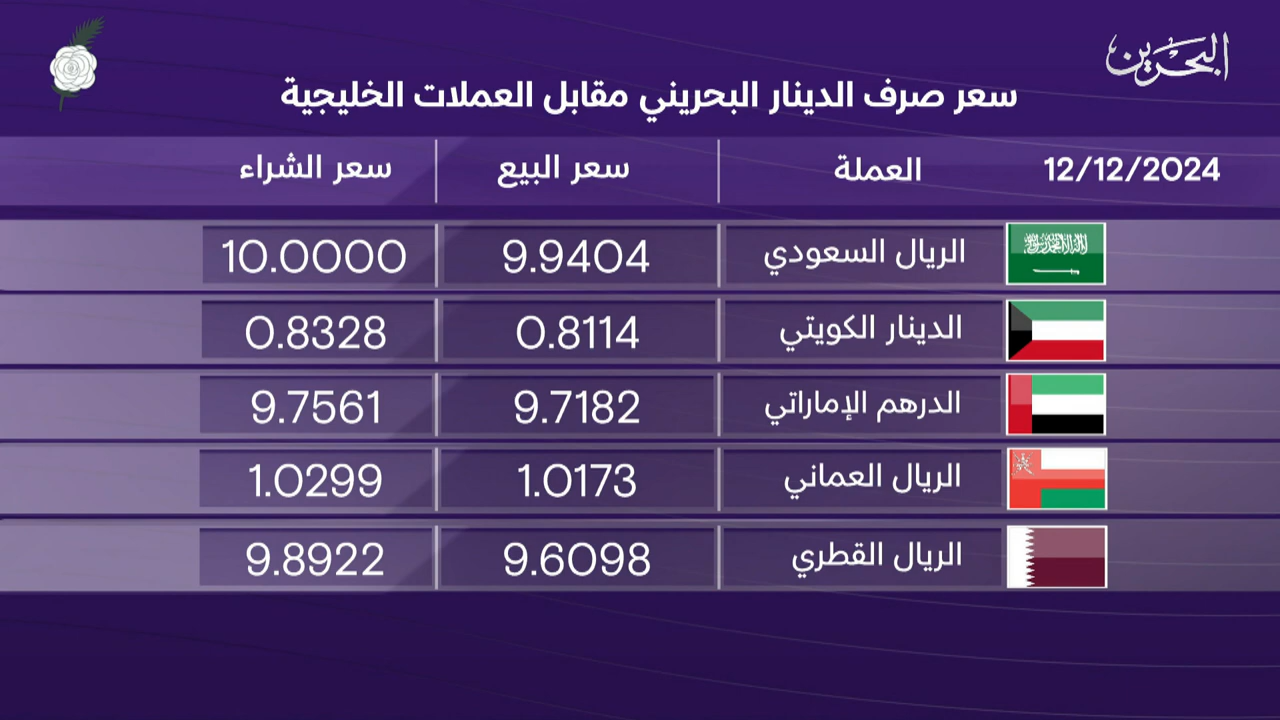 البحرين
سعر صرف الدينار البحريني مقابل العملات الخليجية
12/12/2024 العملة سعر البيع سعر الشراء
الريال السعودي 9.9404 10.0000
الدينار الكويتي 0.8114 0.8328
الدرهم الإماراتي 9.7182 9.7561
الريال العماني 1.0173 1.0299
الريال القطري 9.6098 9.8922